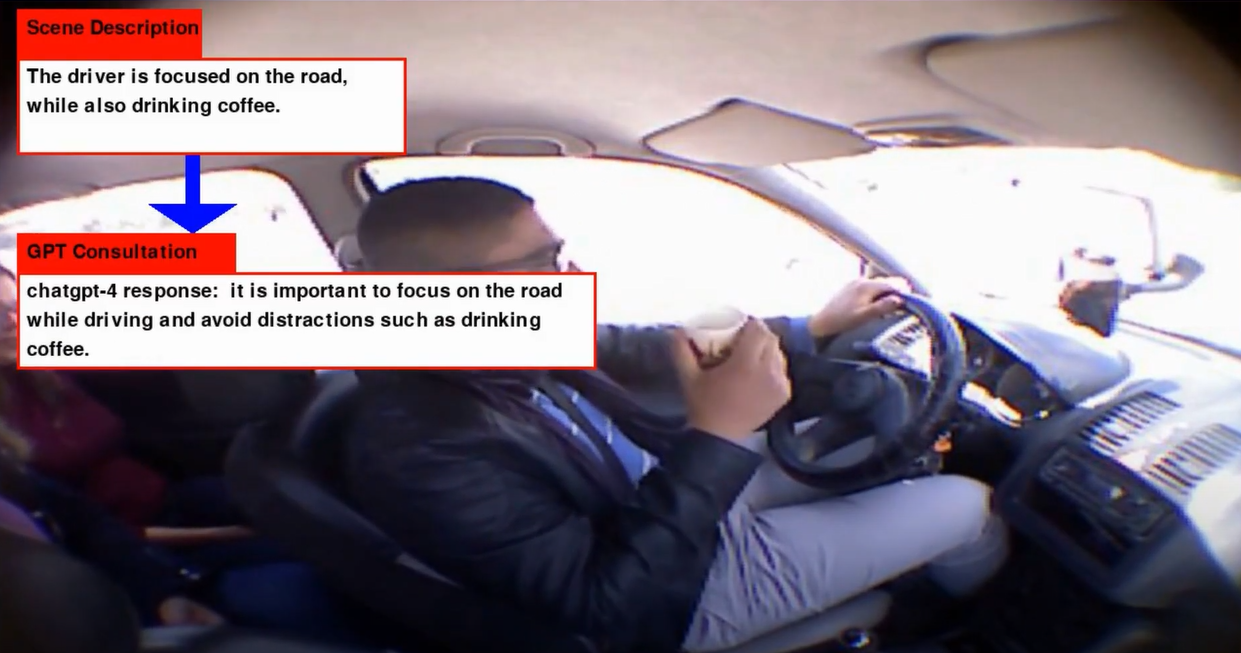 Scene Description
The driver is focused on the road,
while also drinking coffee.
GPT Consultation
chatgpt-4 response:  it is important to focus on the road
while driving and avoid distractions such as drinking
coffee.